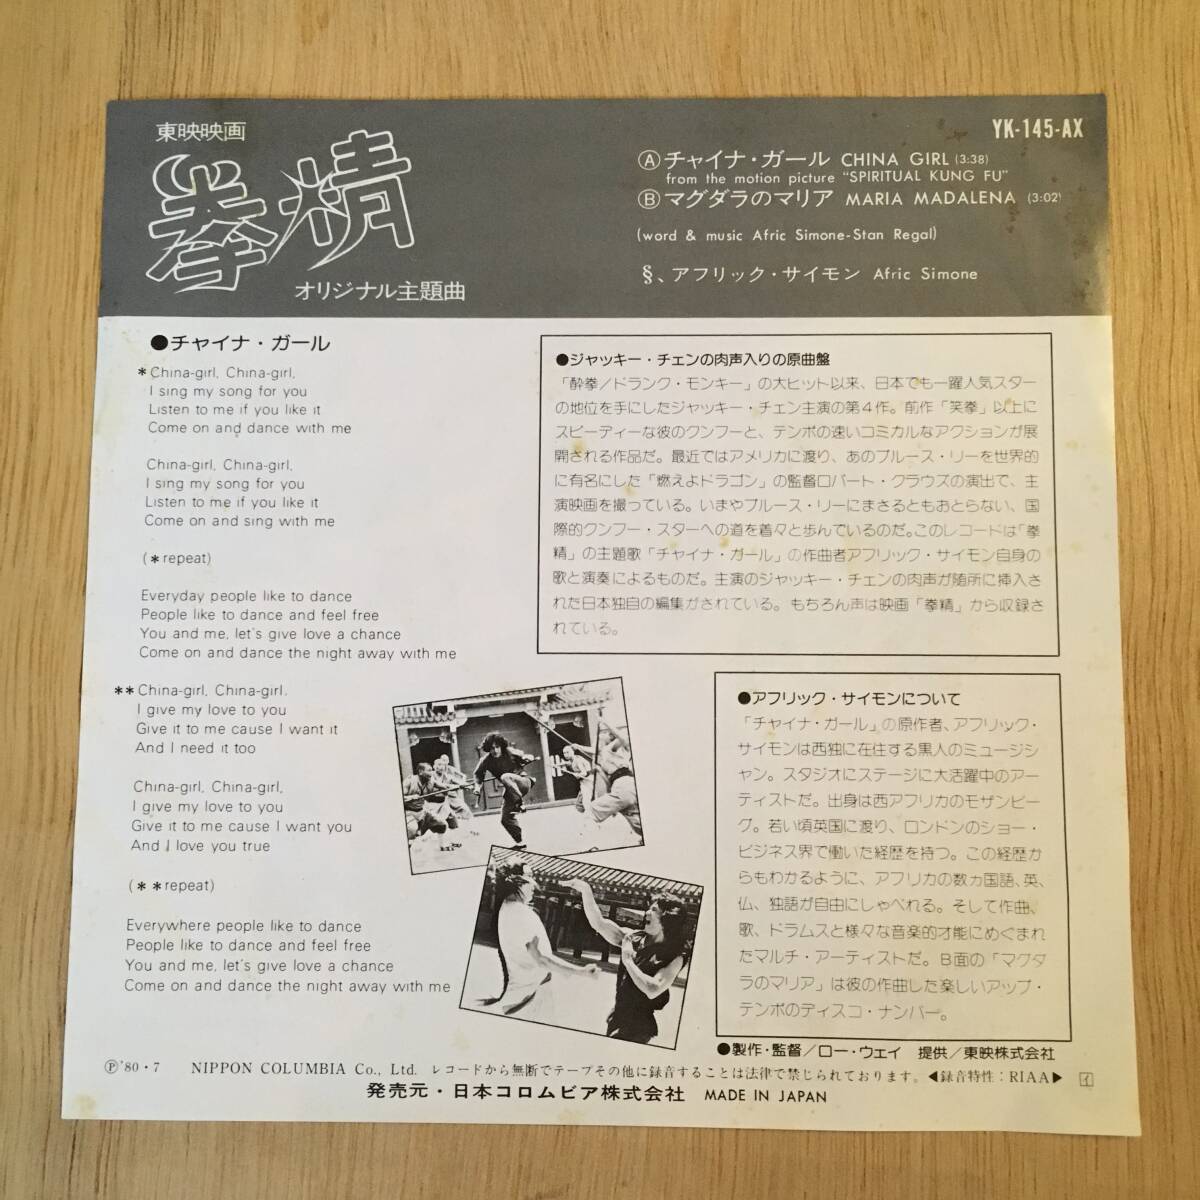 東映映画
拳精
オリジナル主題曲
YK-145-AX
Ⓐチャイナ・ガール CHINA GIRL (3:38)
from the motion picture "SPIRITUAL KUNG FU"
Ⓑマグダラのマリア MARIA MADALENA (3:02)
(word & music Afric Simone-Stan Regal)
§、アフリック・サイモン Afric Simone
●チャイナ・ガール
*China-girl, China-girl,
I sing my song for you
Listen to me if you like it
Come on and dance with me
China-girl, China-girl,
I sing my song for you
Listen to me if you like it
Come on and sing with me
(*repeat)
Everyday people like to dance
People like to dance and feel free
You and me, let's give love a chance
Come on and dance the night away with me
**China-girl, China-girl,
I give my love to you
Give it to me cause I want it
And I need it too
China-girl, China-girl,
I give my love to you
Give it to me cause I want you
And I love you true
(**repeat)
Everywhere people like to dance
People like to dance and feel free
You and me, let's give love a chance
Come on and dance the night away with me
●ジャッキー・チェンの肉声入りの原曲盤
「酔拳/ドランク・モンキー」の大ヒット以来、日本でも一躍人気スター
の地位を手にしたジャッキー・チェン主演の第4作。前作「笑拳」以上に
スピーディーな彼のクンフーと、テンポの速いコミカルなアクションが展
開される作品だ。最近ではアメリカに渡り、あのブルース・リーを世界的
に有名にした「燃えよドラゴン」の監督ロバート・クラウズの演出で、主
演映画を撮っている。いまやブルース・リーにまさるともおとらない、国
際的クンフー・スターへの道を着々と歩んでいるのだ。このレコードは「拳
精」の主題歌「チャイナ・ガール」の作曲者アフリック・サイモン自身の
歌と演奏によるものだ。主演のジャッキー・チェンの肉声が随所に挿入さ
れた日本独自の編集がされている。もちろん声は映画「拳精」から収録さ
れている。
●アフリック・サイモンについて
「チャイナ・ガール」の原作者、アフリック・
サイモンは西独に在住する黒人のミュージシ
ャン。スタジオにステージに大活躍中のアー
ティストだ。出身は西アフリカのモザンビー
グ。若い頃英国に渡り、ロンドンのショー・
ビジネス界で働いた経歴を持つ。この経歴か
らもわかるように、アフリカの数ヵ国語、英、
仏、独語が自由にしゃべれる。そして作曲、
歌、ドラムスと様々な音楽的才能にめぐまれ
たマルチ・アーティストだ。B面の「マグダ
ラのマリア」は彼の作曲した楽しいアップ・
テンポのディスコ・ナンバー。
●製作・監督/ロー・ウェイ 提供/東映株式会社
Ⓟ'80・7 NIPPON COLUMBIA Co., Ltd. レコードから無断でテープその他に録音することは法律で禁じられております。◀録音特性:RIAA▶ イ
発売元・日本コロムビア株式会社 MADE IN JAPAN